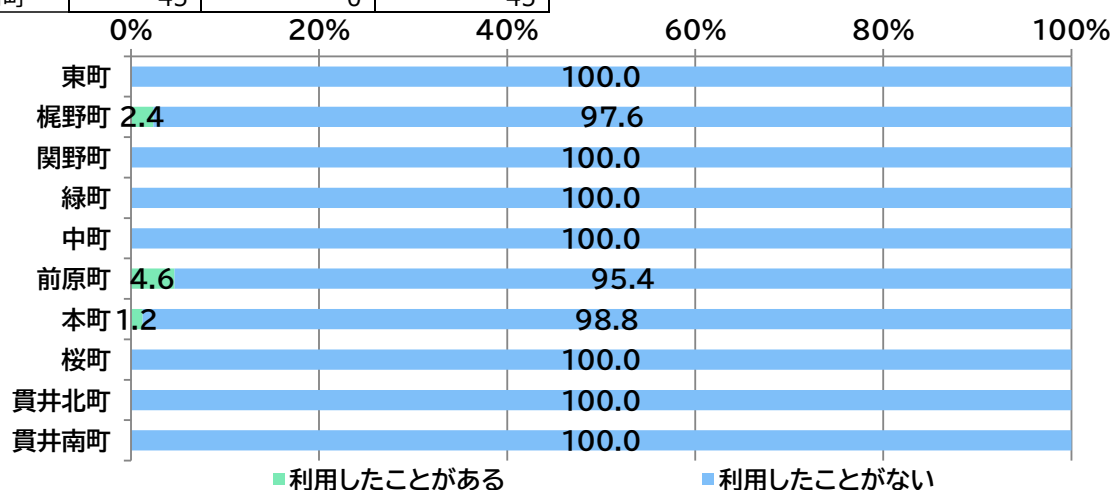 町 45 0 45
0% 20% 40% 60% 80% 100%
東町 100.0
梶野町 2.4 97.6
関野町 100.0
緑町 100.0
中町 100.0
前原町 4.6 95.4
本町 1.2 98.8
桜町 100.0
貫井北町 100.0
貫井南町 100.0
利用したことがある 利用したことがない